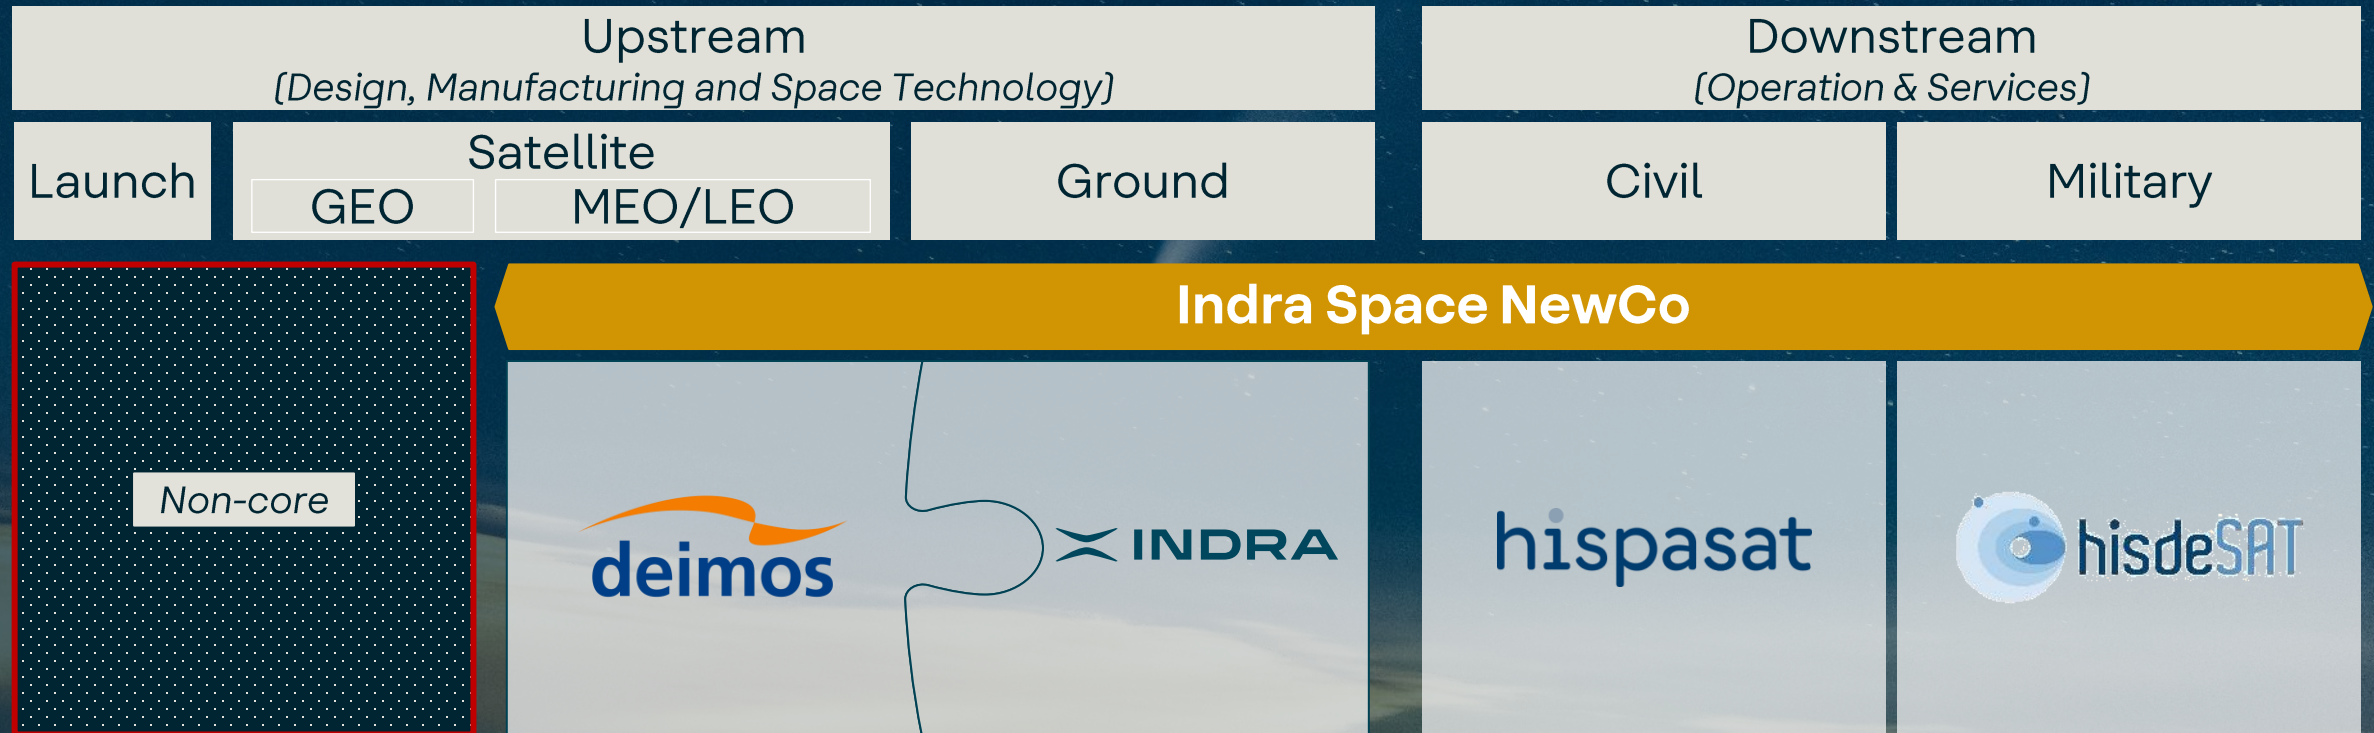 Upstream
(Design, Manufacturing and Space Technology)
Downstream
(Operation & Services)
Launch
Satellite
GEO
MEO/LEO
Ground
Civil
Military
Indra Space NewCo
Non-core
deimos
INDRA
hispasat
hisdeSAT